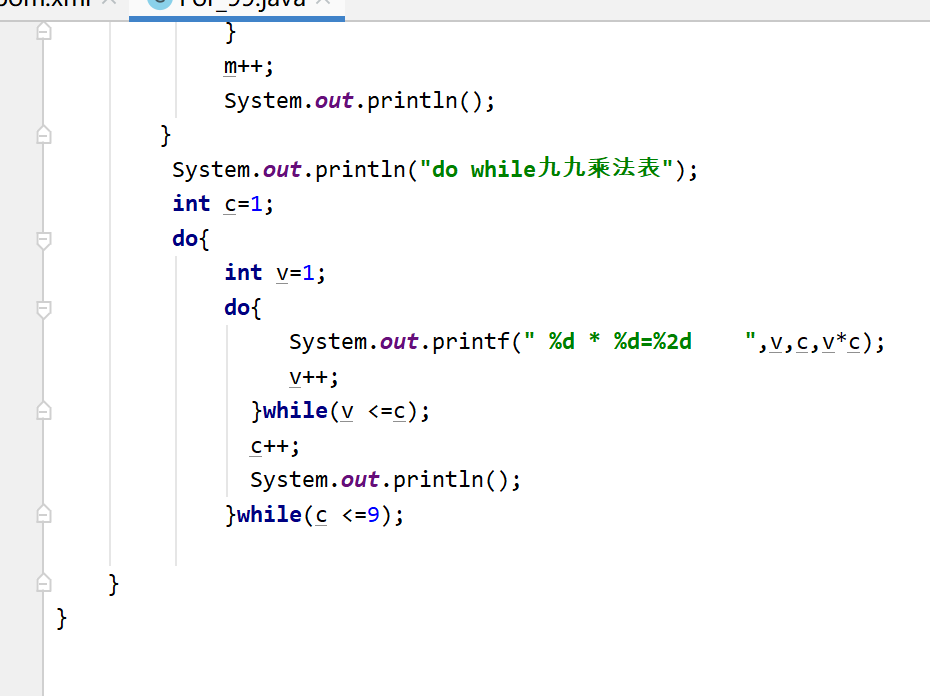 pom.xml For_99.java
}
m++;
System.out.println();
}
System.out.println("do while九九乘法表");
int c=1;
do{
int v=1;
do{
System.out.printf(" %d * %d=%2d    ",v,c,v*c);
v++;
}while(v <=c);
c++;
System.out.println();
}while(c <=9);
}
}